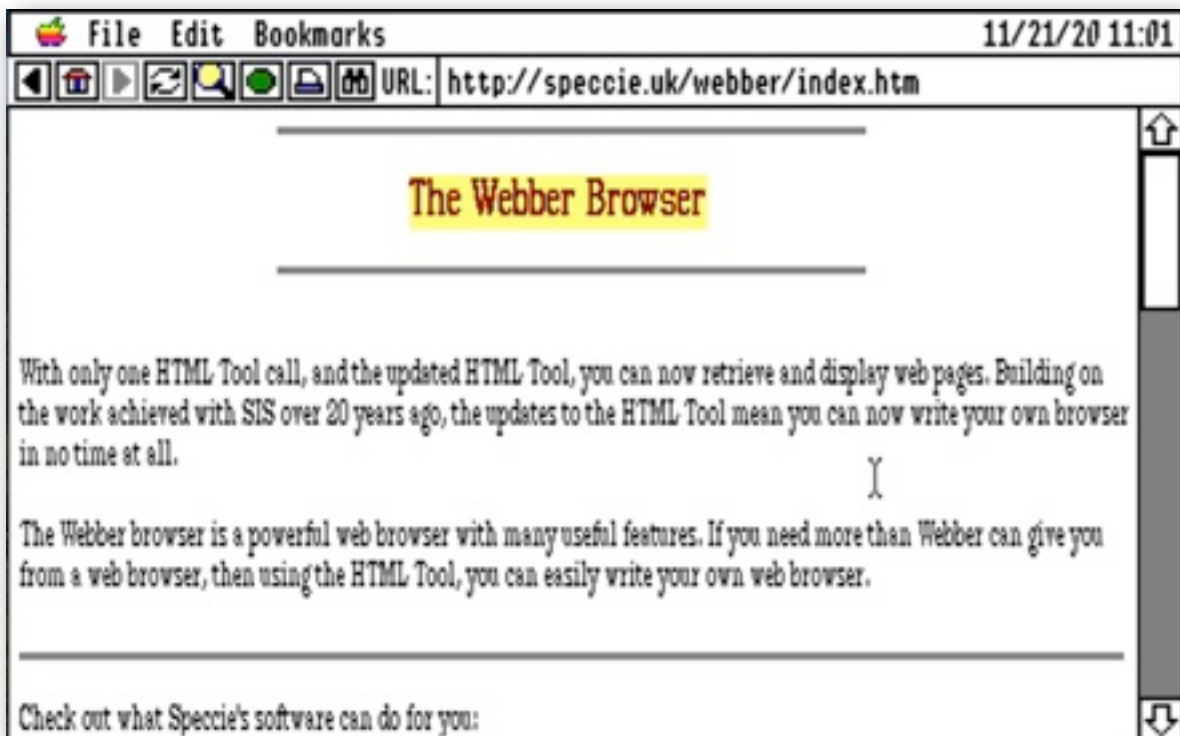 File Edit Bookmarks 11/21/20 11:01
URL: http://speccie.uk/webber/index.htm
The Webber Browser
With only one HTML Tool call, and the updated HTML Tool, you can now retrieve and display web pages. Building on
the work achieved with SIS over 20 years ago, the updates to the HTML Tool mean you can now write your own browser
in no time at all.
The Webber browser is a powerful web browser with many useful features. If you need more than Webber can give you
from a web browser, then using the HTML Tool, you can easily write your own web browser.
Check out what Speccie's software can do for you: